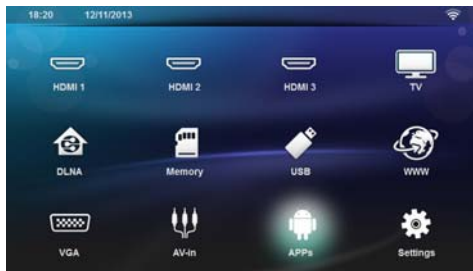 18:20 12/11/2013
HDMI 1 HDMI 2 HDMI 3 TV
DLNA Memory USB WWW
VGA AV-in APPs Settings